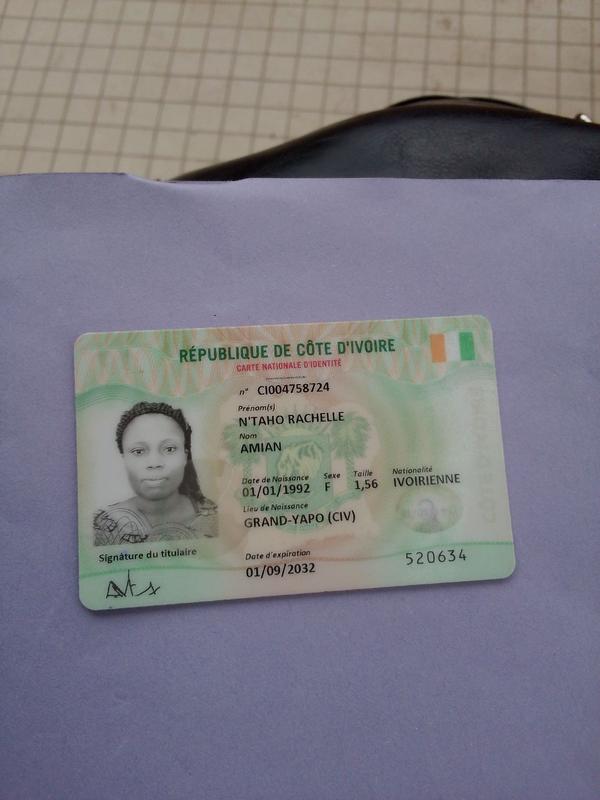 RÉPUBLIQUE DE CÔTE D'IVOIRE
CARTE NATIONALE D'IDENTITÉ
n° CI004758724
Prénom(s)
N'TAHO RACHELLE
Nom
AMIAN
Date de Naissance Sexe Taille Nationalité
01/01/1992 F 1,56 IVOIRIENNE
Lieu de Naissance
GRAND-YAPO (CIV)
Signature du titulaire
Date d'expiration
01/09/2032
520634